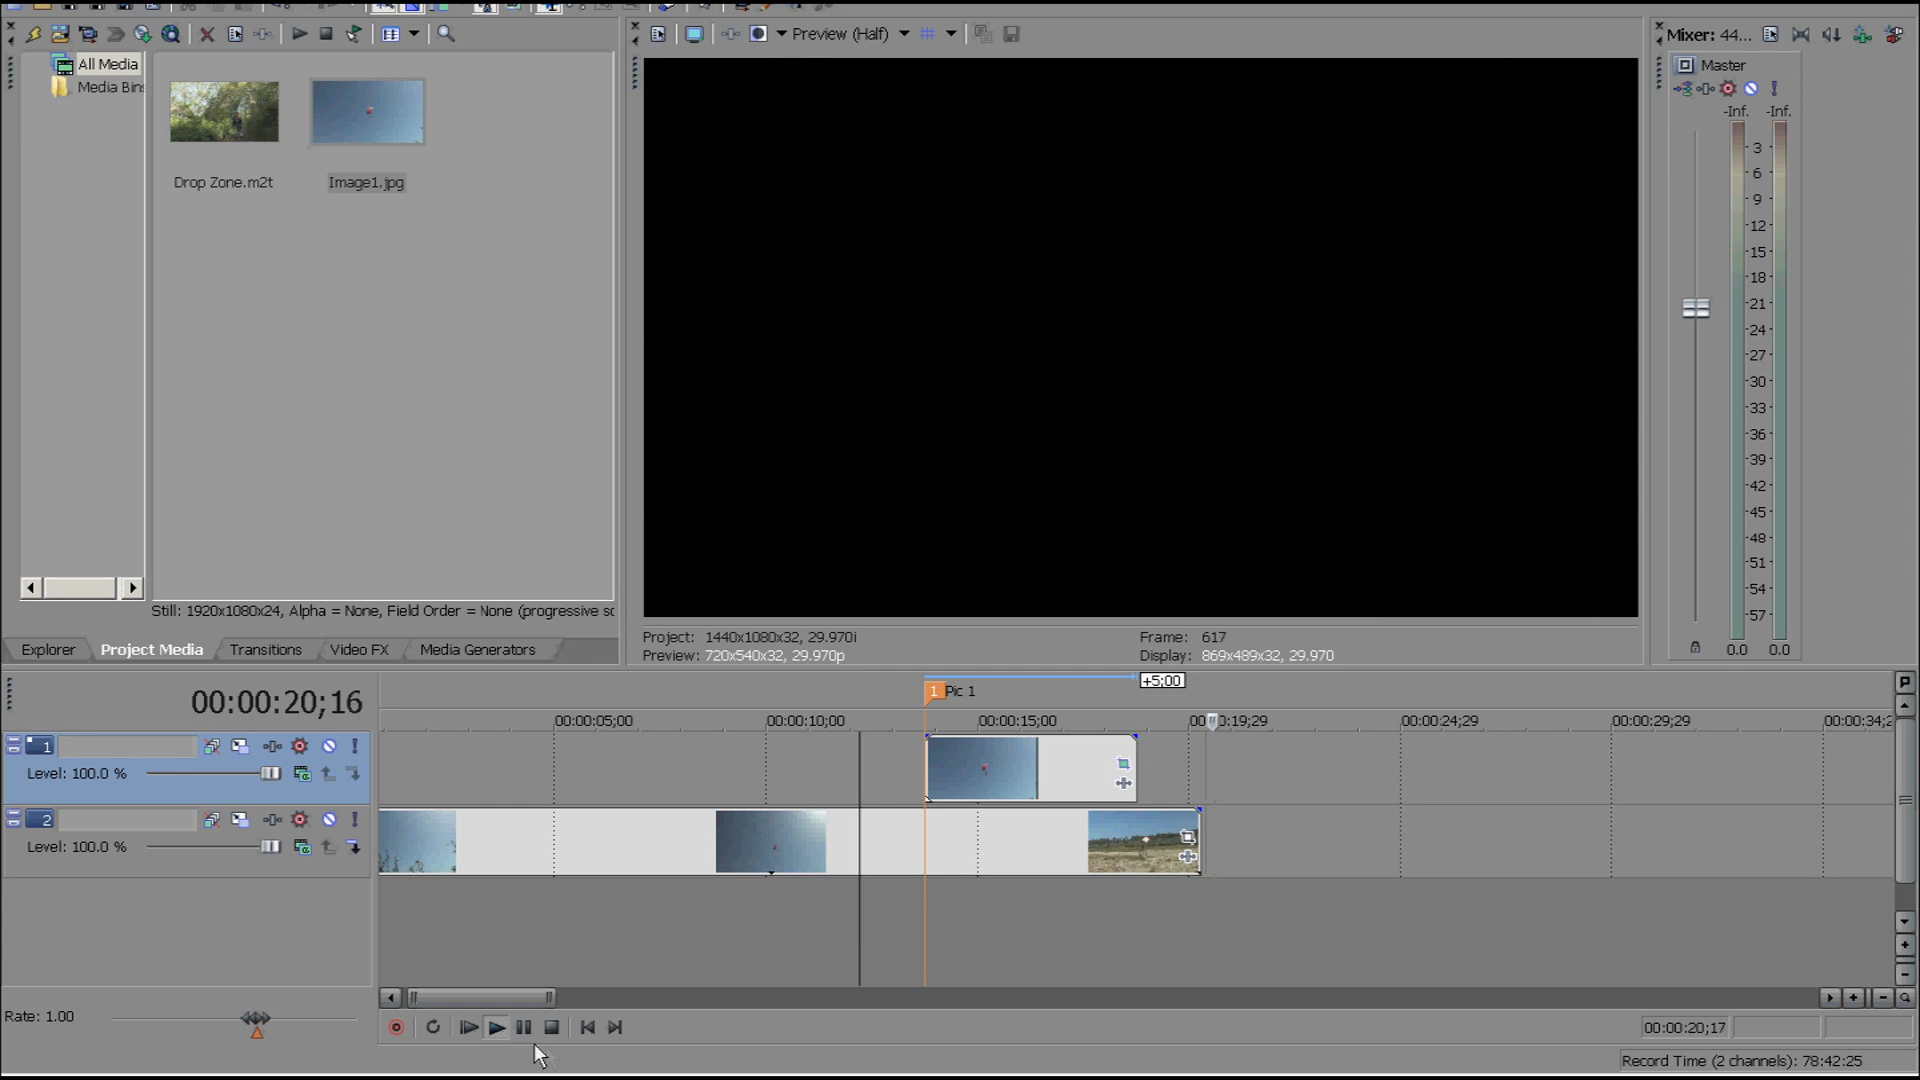 Preview (Half)
Mixer: 44...
All Media
Media Bins
Master
-Inf. -Inf.
Drop Zone.m2t
Image1.jpg
3
6
9
12
15
18
21
24
27
30
33
36
39
42
45
48
51
54
57
0.0 0.0
Still: 1920x1080x24, Alpha = None, Field Order = None (progressive sc
Explorer
Project Media
Transitions
Video FX
Media Generators
Project: 1440x1080x32, 29.970i
Preview: 720x540x32, 29.970p
Frame: 617
Display: 869x489x32, 29.970
00:00:20;16
+5;00
1 Pic 1
00:00:05;00
00:00:10;00
00:00:15;00
00:00:19;29
00:00:24;29
00:00:29;29
00:00:34;2
1
Level: 100.0 %
2
Level: 100.0 %
Rate: 1.00
00:00:20;17
Record Time (2 channels): 78:42:25